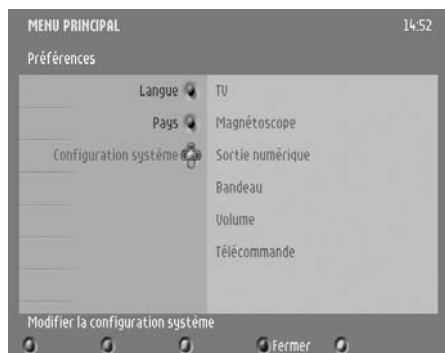 MENU PRINCIPAL 14:52
Préférences
Langue TV
Pays Magnétoscope
Configuration système Sortie numérique
Bandeau
Volume
Télécommande
Modifier la configuration système
Fermer